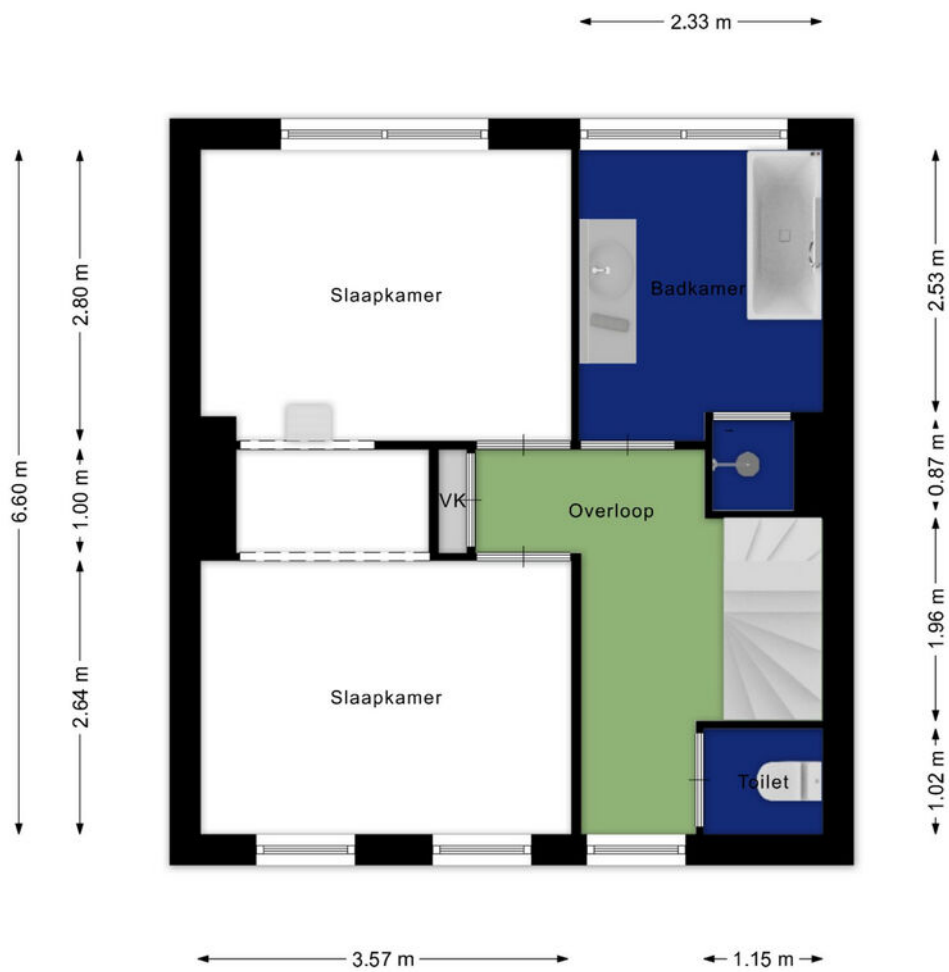 2.33 m
2.80 m
2.53 m
Slaapkamer
Badkamer
6.60 m
1.00 m
0.87 m
VK
Overloop
1.96 m
2.64 m
Slaapkamer
Toilet
1.02 m
3.57 m
1.15 m